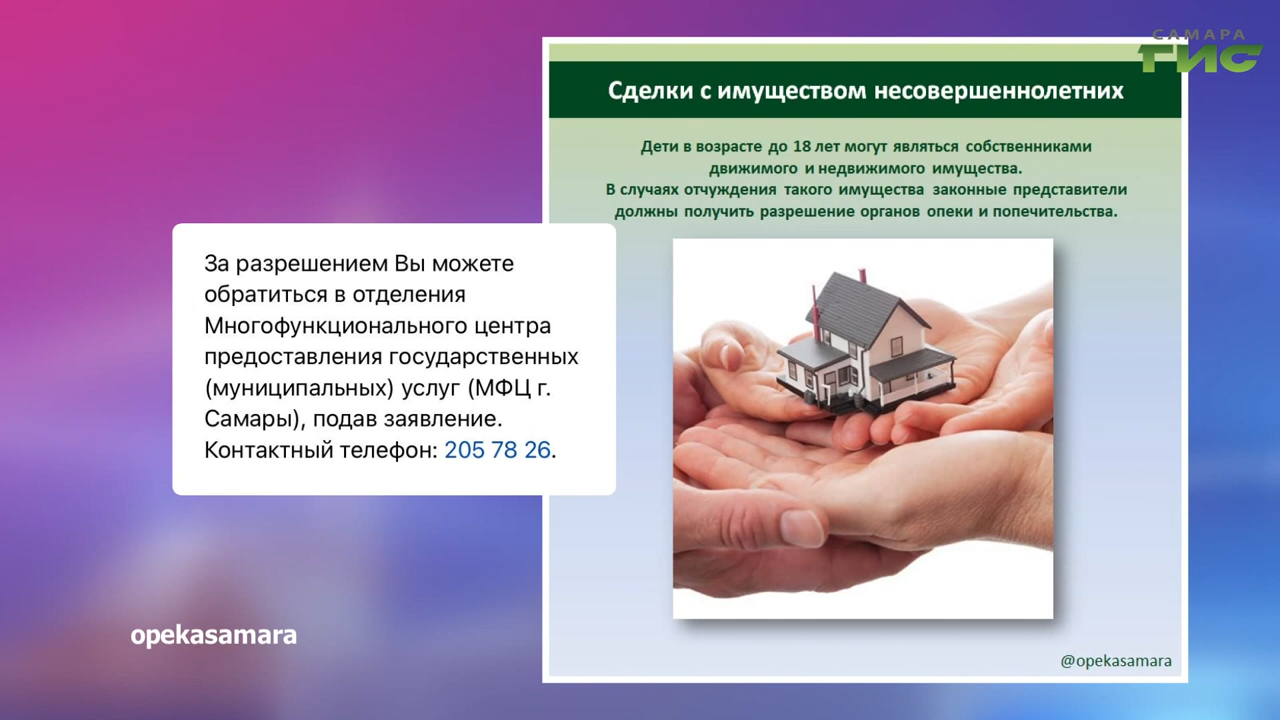 САМАРА
ГИС
Сделки с имуществом несовершеннолетних
Дети в возрасте до 18 лет могут являться собственниками
движимого и недвижимого имущества.
В случаях отчуждения такого имущества законные представители
должны получить разрешение органов опеки и попечительства.
За разрешением Вы можете
обратиться в отделения
Многофункционального центра
предоставления государственных
(муниципальных) услуг (МФЦ г.
Самары), подав заявление.
Контактный телефон: 205 78 26.
opekasamara
@opekasamara